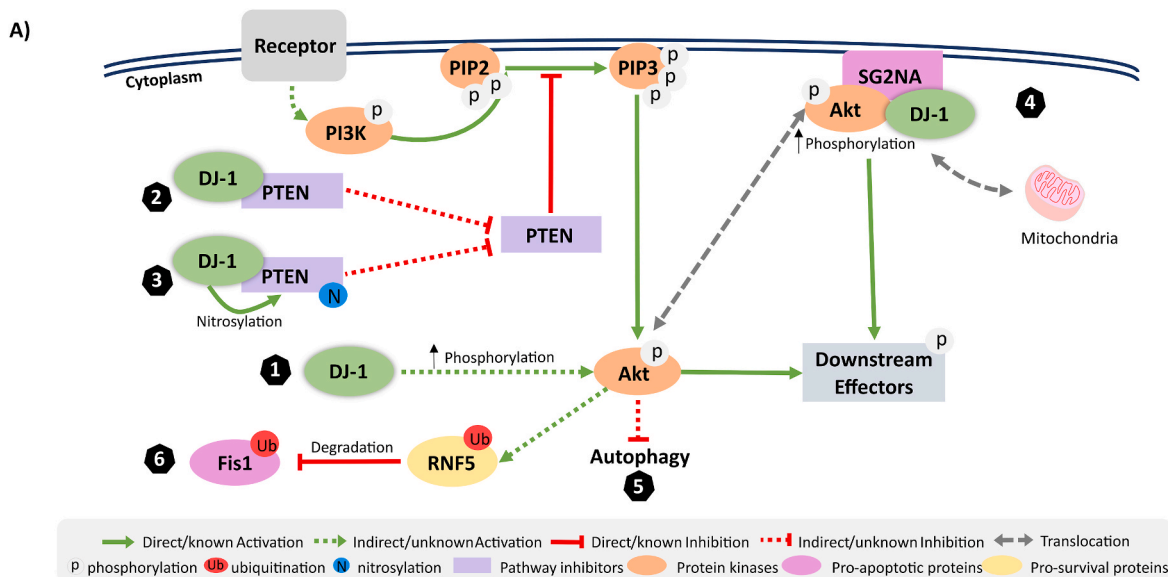 A)
Receptor
Cytoplasm
PIP2
p
p
PIP3
p
p
p
SG2NA
p
Akt
DJ-1
4
Phosphorylation
PI3K
p
Mitochondria
2
DJ-1
PTEN
PTEN
3
DJ-1
PTEN
N
Nitrosylation
1
DJ-1
Phosphorylation
Akt
p
Downstream
Effectors
p
6
Fis1
Ub
Degradation
RNF5
Ub
Autophagy
5
Direct/known Activation Indirect/unknown Activation Direct/known Inhibition Indirect/unknown Inhibition Translocation
p phosphorylation Ub ubiquitination N nitrosylation Pathway inhibitors Protein kinases Pro-apoptotic proteins Pro-survival proteins